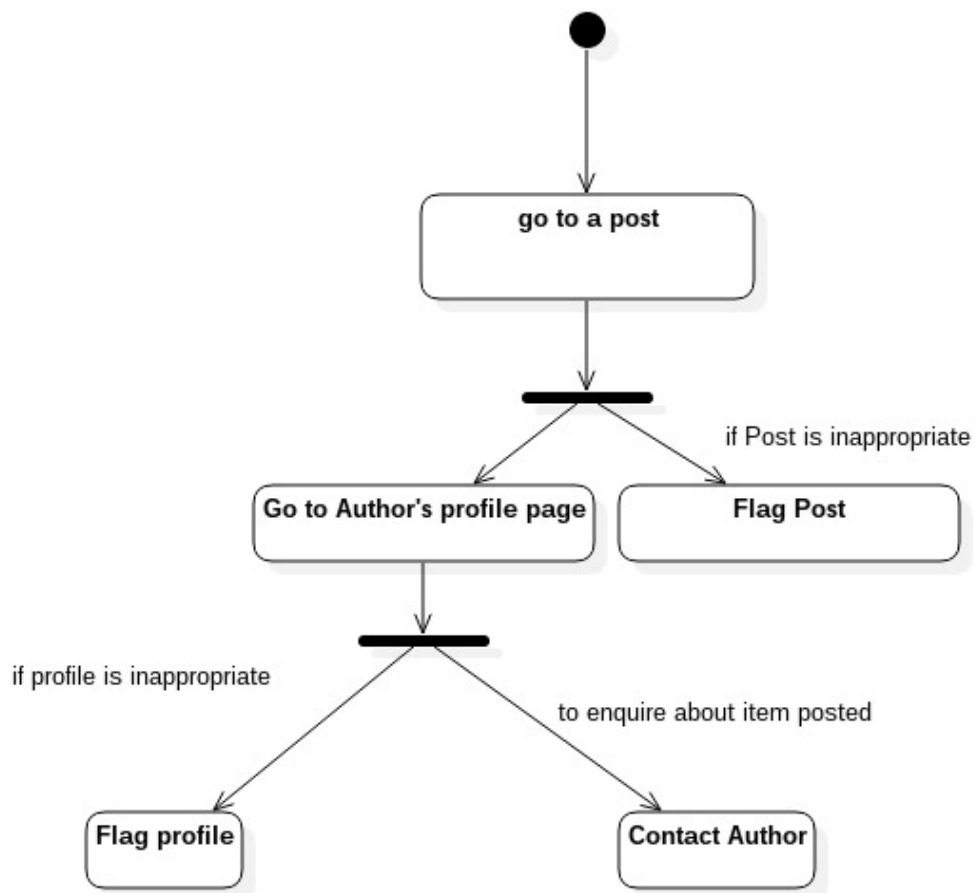 go to a post
if Post is inappropriate
Go to Author's profile page
Flag Post
if profile is inappropriate
to enquire about item posted
Flag profile
Contact Author